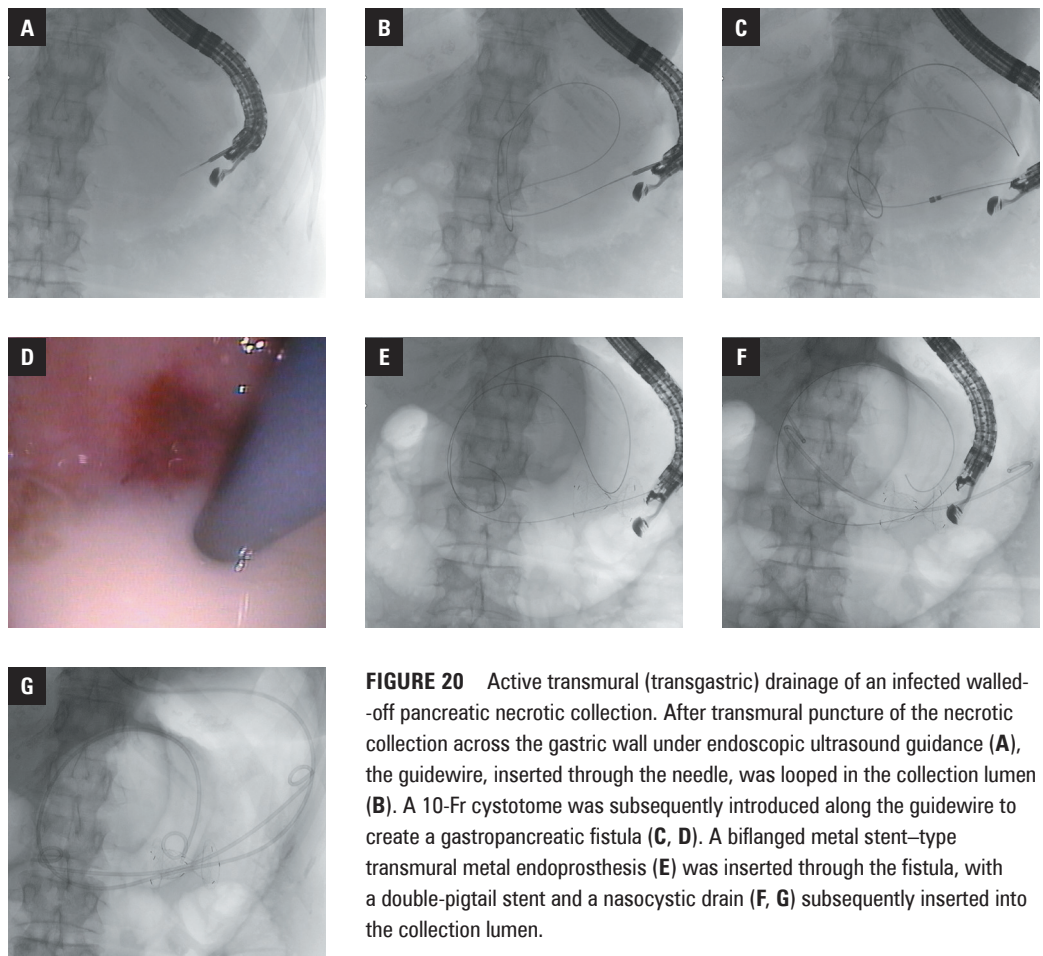 A
B
C
D
E
F
G
FIGURE 20 Active transmural (transgastric) drainage of an infected walled-
-off pancreatic necrotic collection. After transmural puncture of the necrotic
collection across the gastric wall under endoscopic ultrasound guidance (A),
the guidewire, inserted through the needle, was looped in the collection lumen
(B). A 10-Fr cystotome was subsequently introduced along the guidewire to
create a gastropancreatic fistula (C, D). A biflanged metal stent–type
transmural metal endoprosthesis (E) was inserted through the fistula, with
a double-pigtail stent and a nasocystic drain (F, G) subsequently inserted into
the collection lumen.